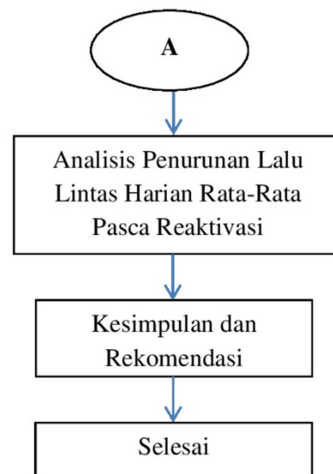 A
Analisis Penurunan Lalu
Lintas Harian Rata-Rata
Pasca Reaktivasi
Kesimpulan dan
Rekomendasi
Selesai